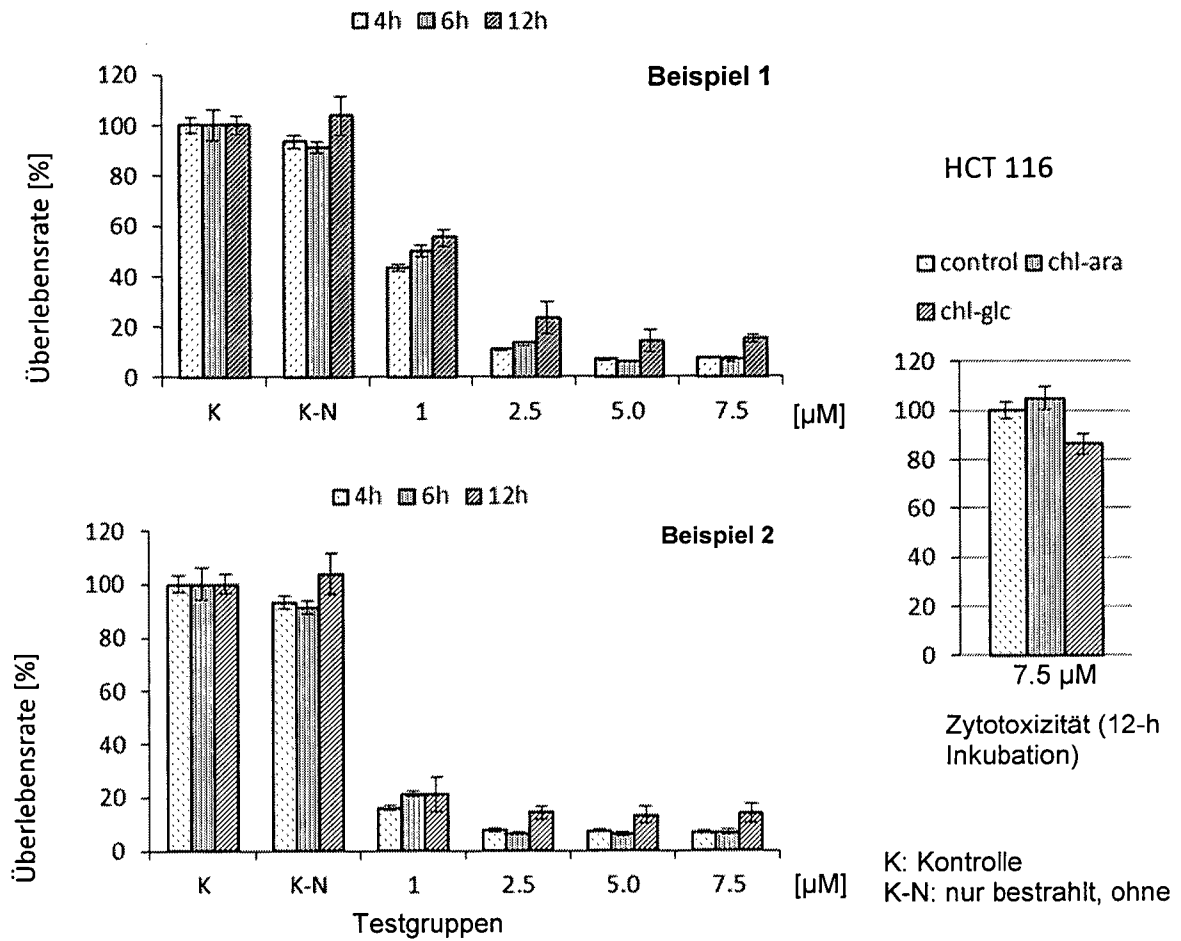 4h 6h 12h
Beispiel 1
Überlebensrate [%]
120
100
80
60
40
20
0
K K-N 1 2.5 5.0 7.5 [µM]
4h 6h 12h
Beispiel 2
Überlebensrate [%]
120
100
80
60
40
20
0
K K-N 1 2.5 5.0 7.5 [µM]
Testgruppen
HCT 116
control chl-ara
chl-glc
120
100
80
60
40
20
0
7.5 µM
Zytotoxizität (12-h
Inkubation)
K: Kontrolle
K-N: nur bestrahlt, ohne